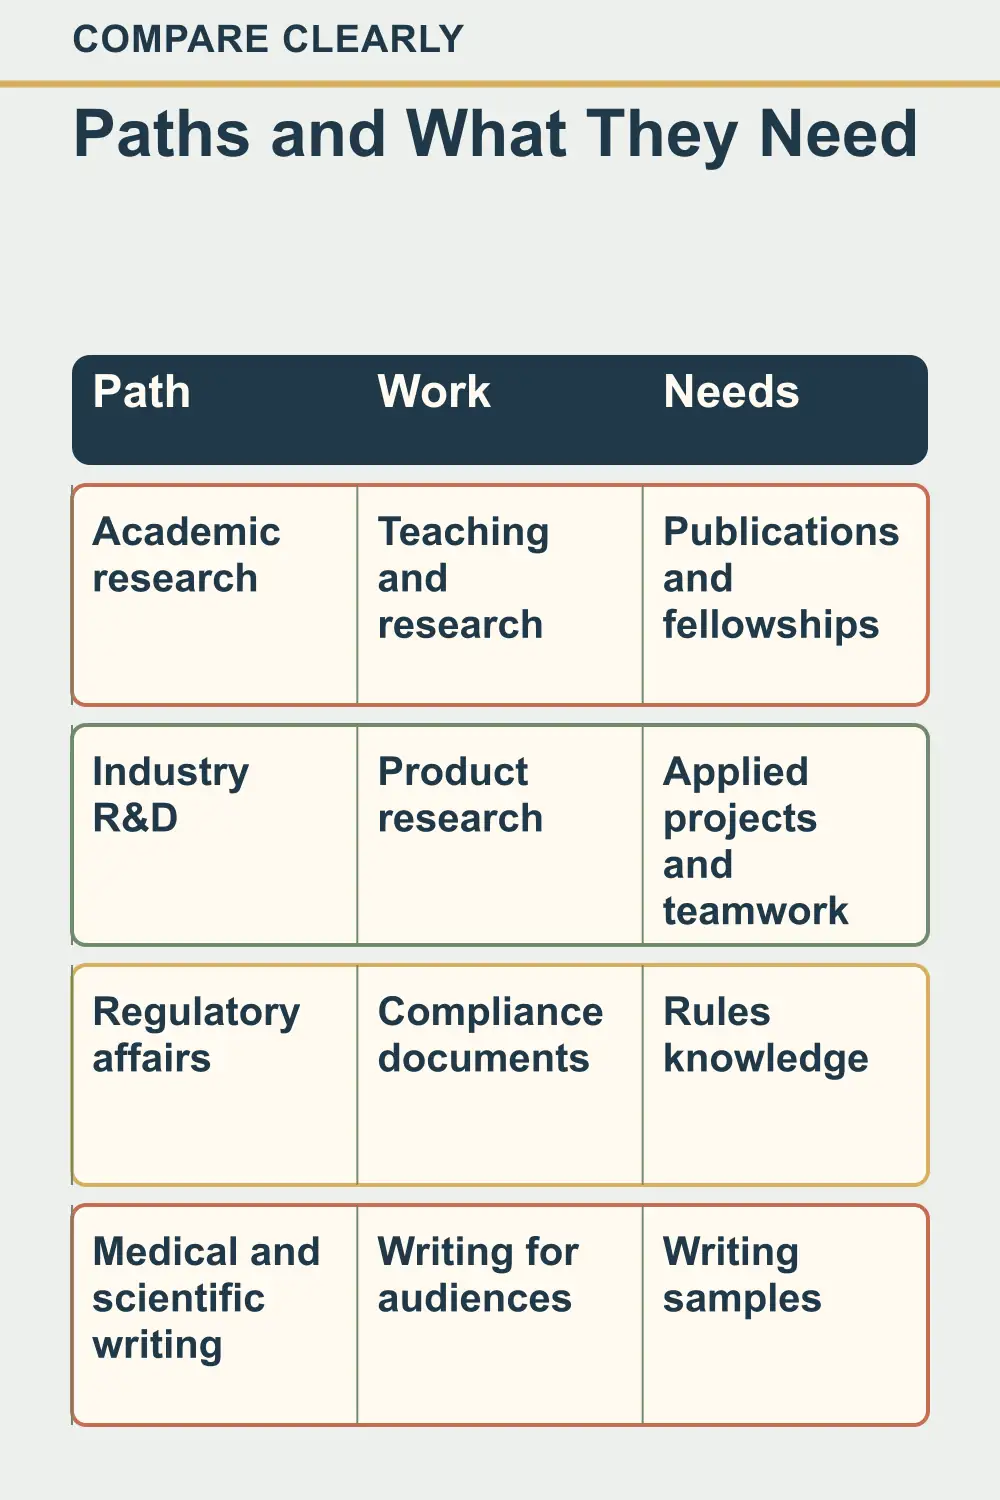 COMPARE CLEARLY
Paths and What They Need
Path
Work
Needs
Academic
research
Teaching
and
research
Publications
and
fellowships
Industry
R&D
Product
research
Applied
projects
and
teamwork
Regulatory
affairs
Compliance
documents
Rules
knowledge
Medical and
scientific
writing
Writing for
audiences
Writing
samples